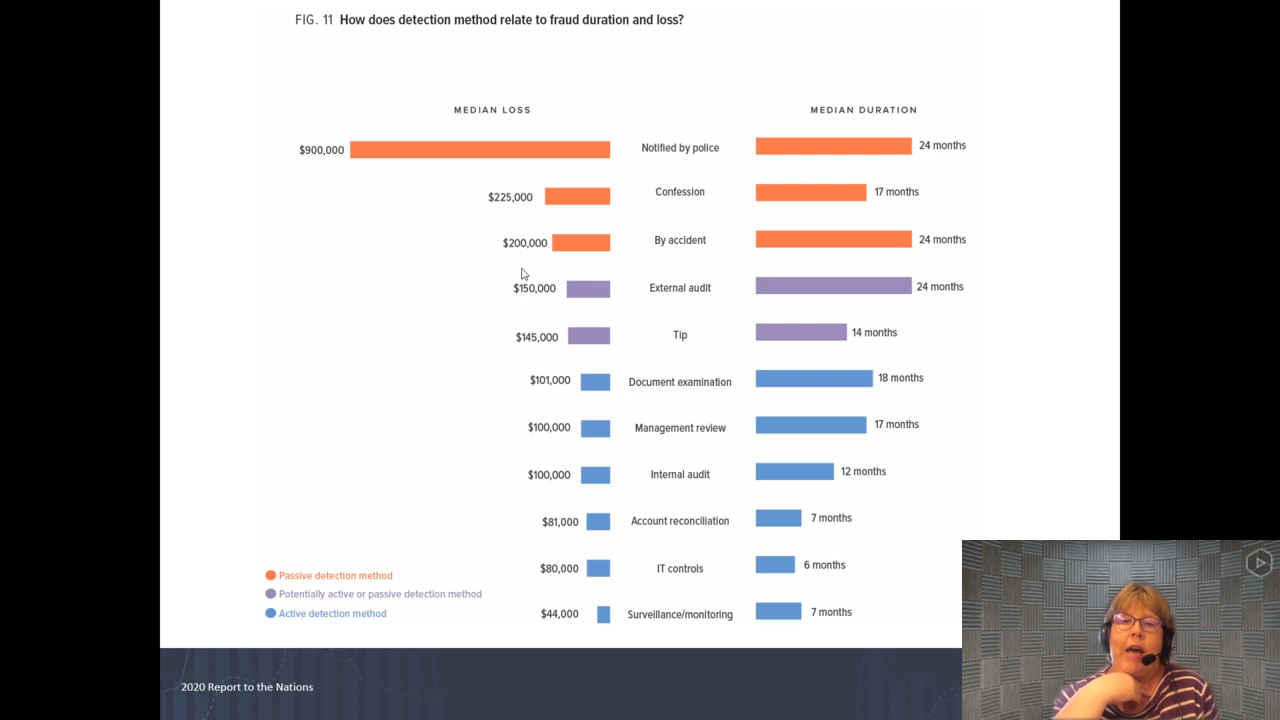 FIG. 11 How does detection method relate to fraud duration and loss?
MEDIAN LOSS
MEDIAN DURATION
$900,000 Notified by police 24 months
$225,000 Confession 17 months
$200,000 By accident 24 months
$150,000 External audit 24 months
$145,000 Tip 14 months
$101,000 Document examination 18 months
$100,000 Management review 17 months
$100,000 Internal audit 12 months
$81,000 Account reconciliation 7 months
$80,000 IT controls 6 months
$44,000 Surveillance/monitoring 7 months
Passive detection method
Potentially active or passive detection method
Active detection method
2020 Report to the Nations